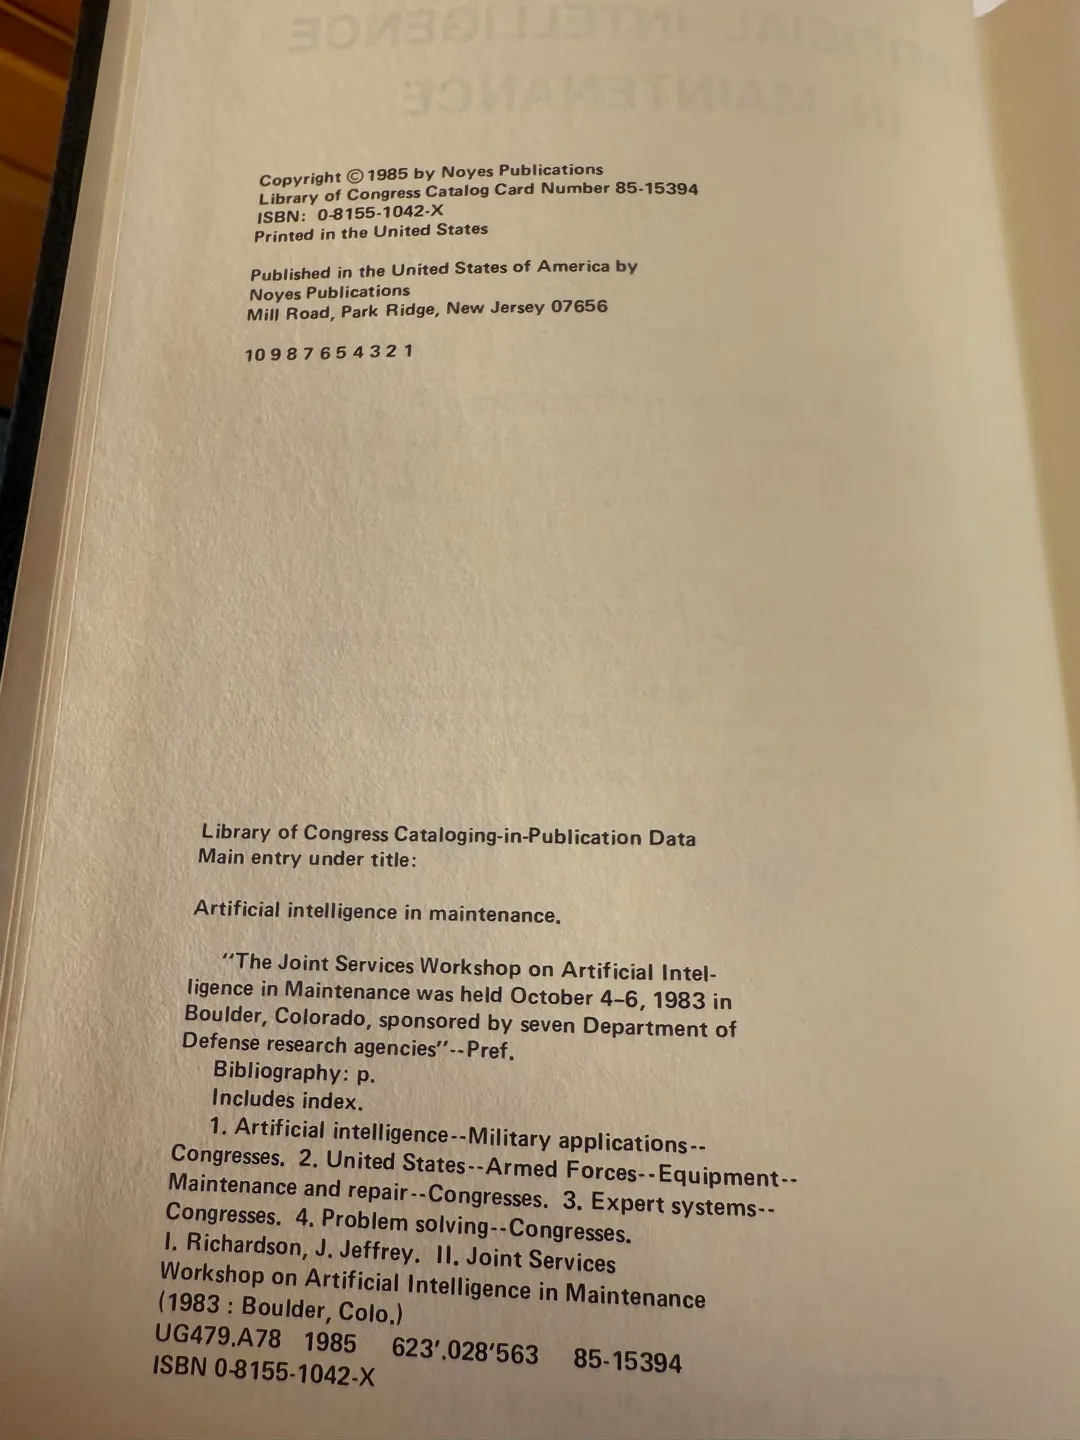 ARTIFICIAL INTELLIGENCE
IN MAINTENANCE
Copyright ©1985 by Noyes Publications
Library of Congress Catalog Card Number 85-15394
ISBN: 0-8155-1042-X
Printed in the United States
Published in the United States of America by
Noyes Publications
Mill Road, Park Ridge, New Jersey 07656
10 9 8 7 6 5 4 3 2 1
Library of Congress Cataloging-in-Publication Data
Main entry under title:
Artificial intelligence in maintenance.
"The Joint Services Workshop on Artificial Intel-
ligence in Maintenance was held October 4-6, 1983 in
Boulder, Colorado, sponsored by seven Department of
Defense research agencies"--Pref.
Bibliography: p.
Includes index.
1. Artificial intelligence--Military applications--
Congresses. 2. United States--Armed Forces--Equipment--
Maintenance and repair--Congresses. 3. Expert systems--
Congresses. 4. Problem solving--Congresses.
I. Richardson, J. Jeffrey. II. Joint Services
Workshop on Artificial Intelligence in Maintenance
(1983 : Boulder, Colo.)
UG479.A78 1985 623'.028'563 85-15394
ISBN 0-8155-1042-X